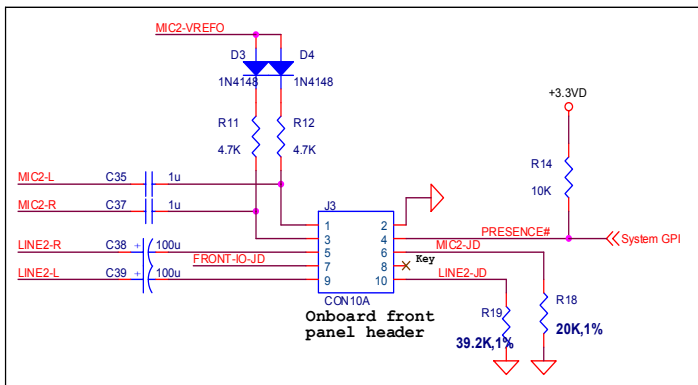 MIC2-VREFO
D3 D4
1N4148 1N4148
+3.3VD
R11 R12
4.7K 4.7K
R14
10K
MIC2-L C35 1u
MIC2-R C37 1u
J3
1 2
3 4 PRESENCE# System GPI
LINE2-R C38 + 100u 5 6 MIC2-JD
FRONT-IO-JD 7 8 Key
LINE2-L C39 + 100u 9 10 LINE2-JD
CON10A
Onboard front
panel header
R19 R18
39.2K,1% 20K,1%